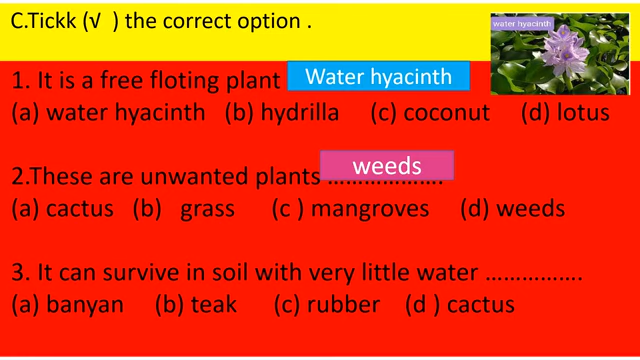 C.Tickk (√ ) the correct option .
water hyacinth
1. It is a free floting plant Water hyacinth
(a) water hyacinth (b) hydrilla (c) coconut (d) lotus
2.These are unwanted plants ………………. weeds
(a) cactus (b) grass (c ) mangroves (d) weeds
3. It can survive in soil with very little water …………….
(a) banyan (b) teak (c) rubber (d ) cactus